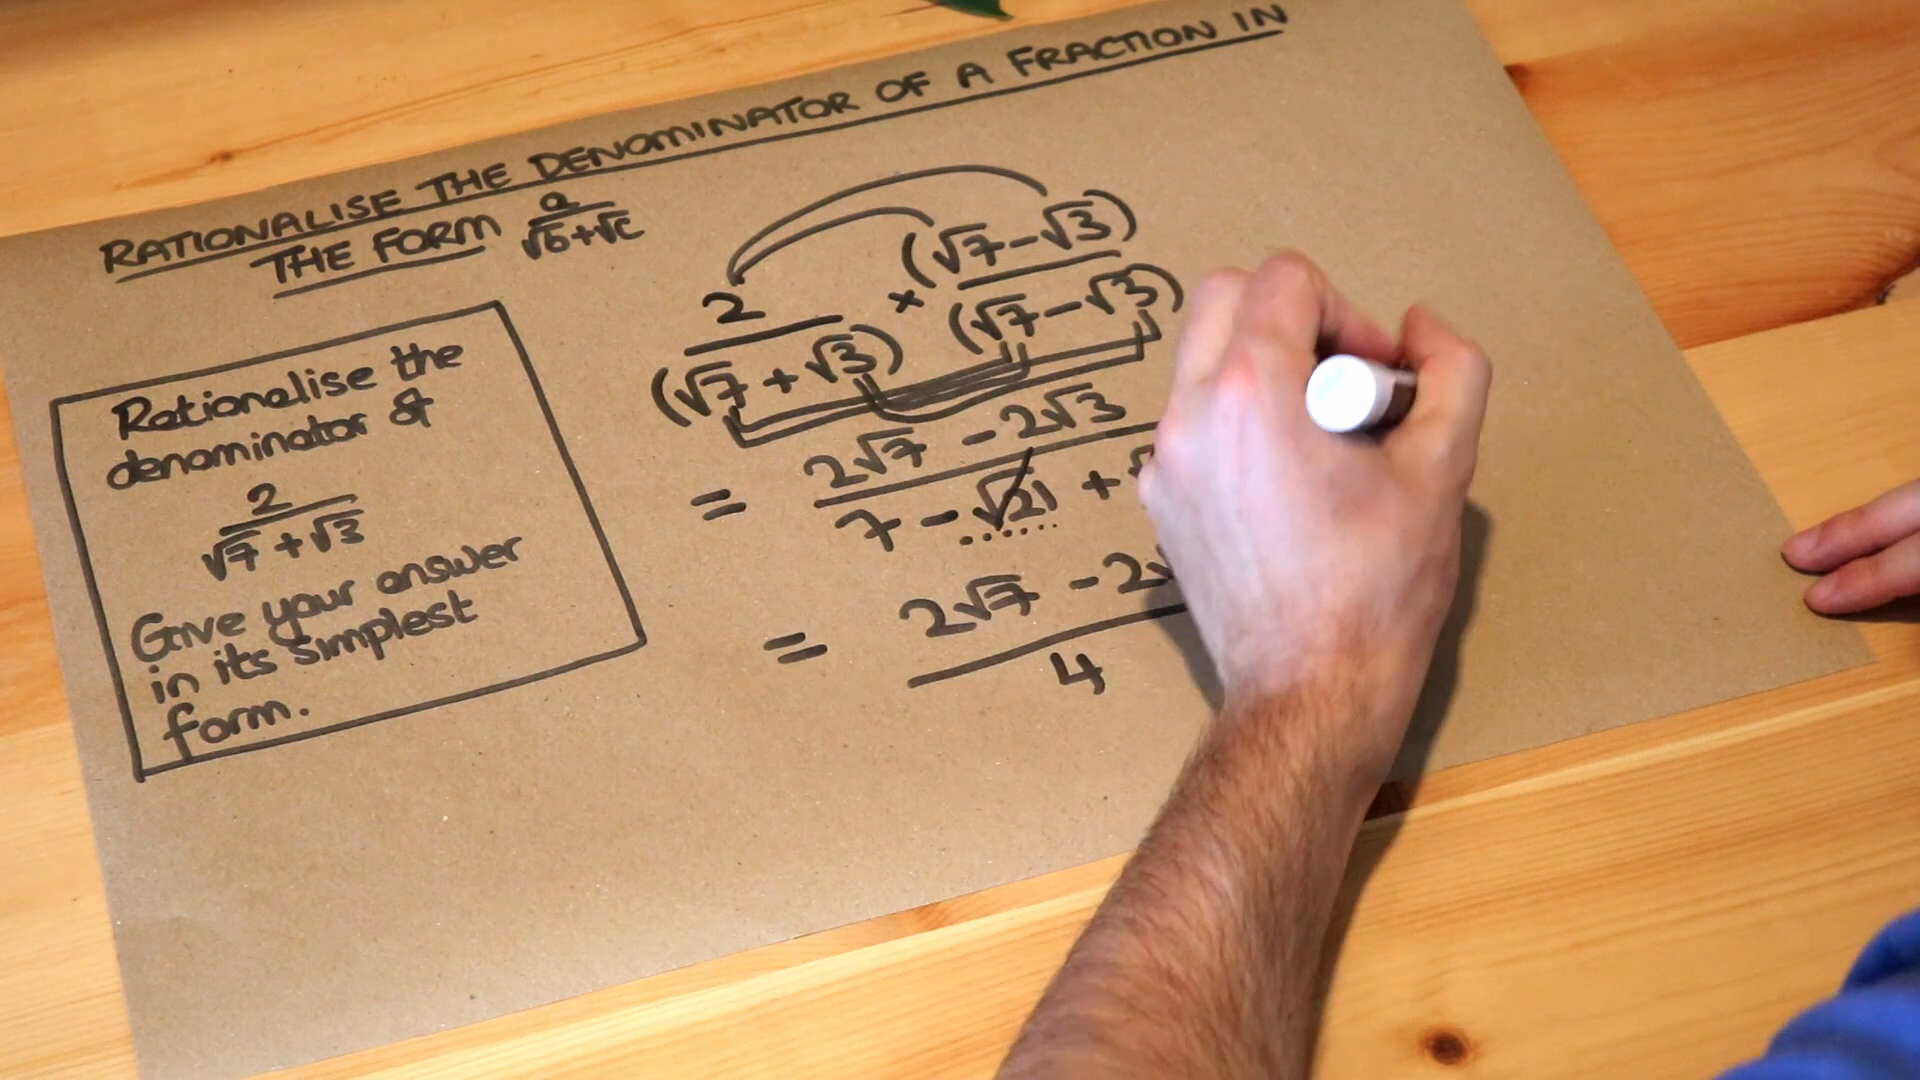 RATIONALISE THE DENOMINATOR OF A FRACTION IN
THE FORM a/(√b+√c)
Rationalise the
denominator of
2/(√7+√3)
Give your answer
in its simplest
form.
2/(√7+√3) × (√7-√3)/(√7-√3)
= (2√7-2√3)/(7-√21+
= (2√7-2√)/4